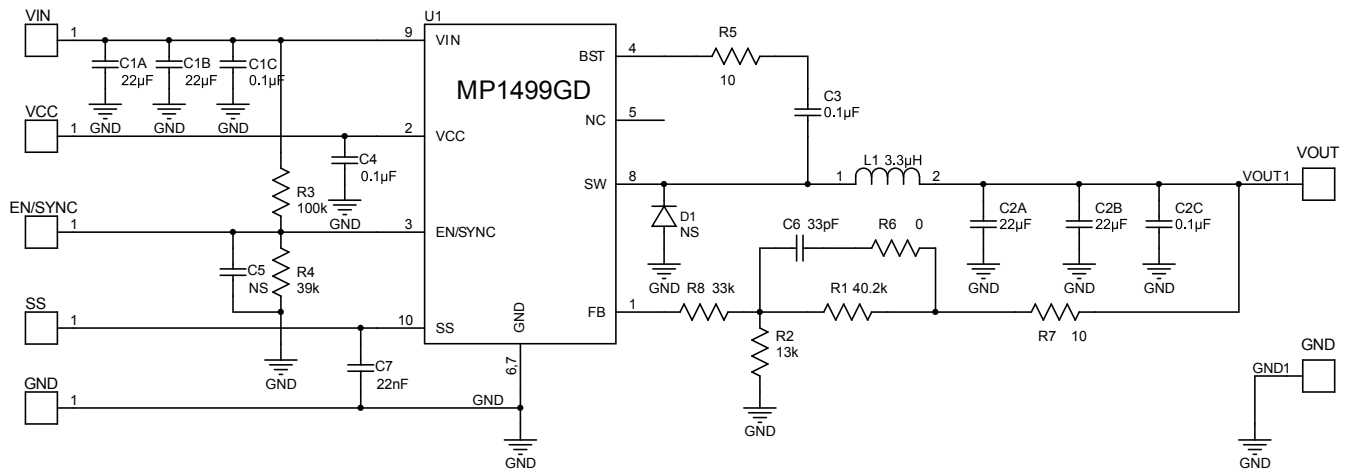 VIN
1
C1A
22µF
GND
C1B
22µF
GND
C1C
0.1µF
GND
VCC
1
C4
0.1µF
GND
R3
100k
EN/SYNC
1
C5
NS
R4
39k
GND
SS
1
C7
22nF
GND
1
GND
U1
MP1499GD
9
VIN
2
VCC
3
EN/SYNC
10
SS
GND
6,7
GND
BST
4
NC
5
SW
8
FB
1
R5
10
C3
0.1µF
L1 3.3µH
1
2
D1
NS
GND
C6 33pF
R6 0
R8 33k
R1 40.2k
R2
13k
GND
R7 10
C2A
22µF
GND
C2B
22µF
GND
C2C
0.1µF
GND
VOUT
VOUT1
GND
GND1
GND